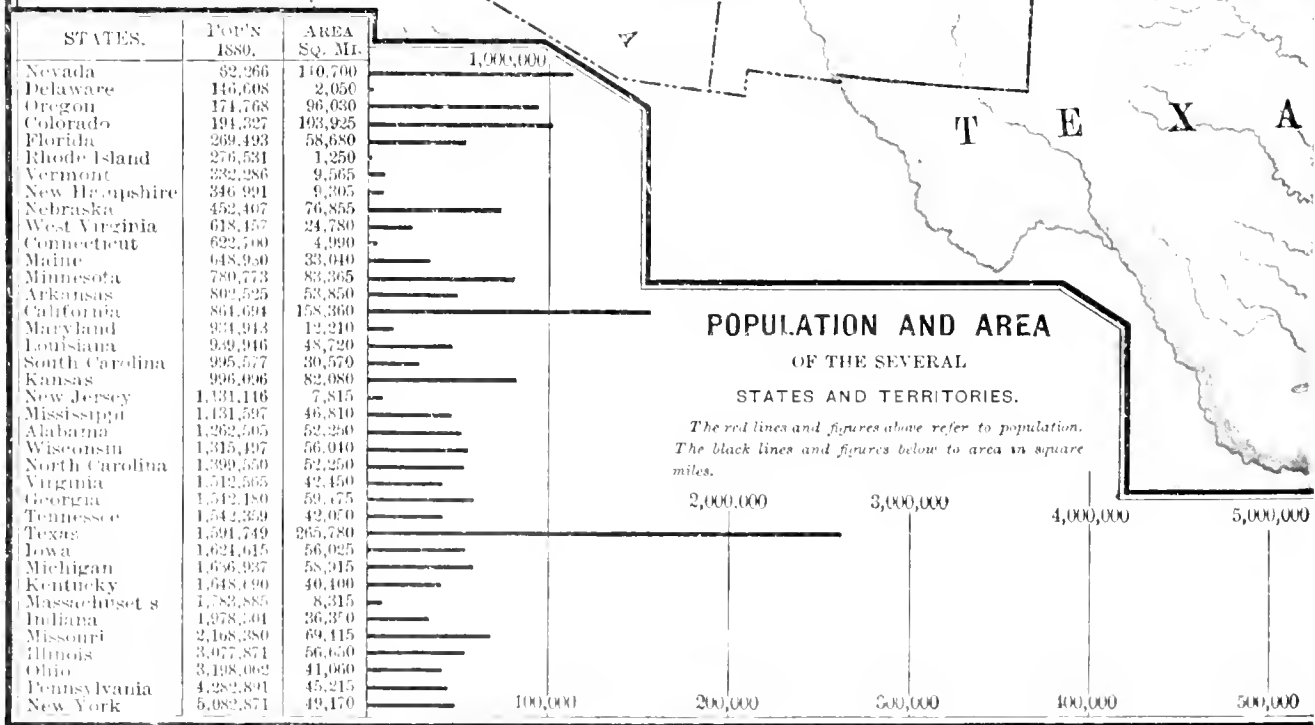 STATES. POP'N 1880. AREA SQ. MI.
Nevada 62,266 110,700
Delaware 146,608 2,050
Oregon 174,768 96,030
Colorado 194,327 103,925
Florida 269,493 58,680
Rhode Island 276,531 1,250
Vermont 332,286 9,565
New Hampshire 346,991 9,305
Nebraska 452,407 76,855
West Virginia 618,457 24,780
Connecticut 622,700 4,990
Maine 648,930 33,040
Minnesota 780,773 83,365
Arkansas 802,525 53,850
California 864,694 158,360
Maryland 934,943 12,210
Louisiana 939,946 48,720
South Carolina 995,577 30,570
Kansas 996,096 82,080
New Jersey 1,131,116 7,815
Mississippi 1,131,597 46,810
Alabama 1,262,505 52,250
Wisconsin 1,315,497 56,040
North Carolina 1,399,550 52,250
Virginia 1,512,565 42,450
Georgia 1,542,180 59,475
Tennessee 1,542,359 42,050
Texas 1,591,749 265,780
Iowa 1,624,615 56,025
Michigan 1,636,937 58,915
Kentucky 1,648,690 40,400
Massachuset s 1,783,885 8,315
Indiana 1,978,301 36,350
Missouri 2,168,380 69,415
Illinois 3,077,871 56,650
Ohio 3,198,062 41,060
Pennsylvania 4,282,891 45,215
New York 5,082,871 49,170
1,000,000
T E X A
POPULATION AND AREA
OF THE SEVERAL
STATES AND TERRITORIES.
The red lines and figures above refer to population.
The black lines and figures below to area in square
miles.
2,000,000 3,000,000 4,000,000 5,000,000
100,000 200,000 300,000 400,000 500,000